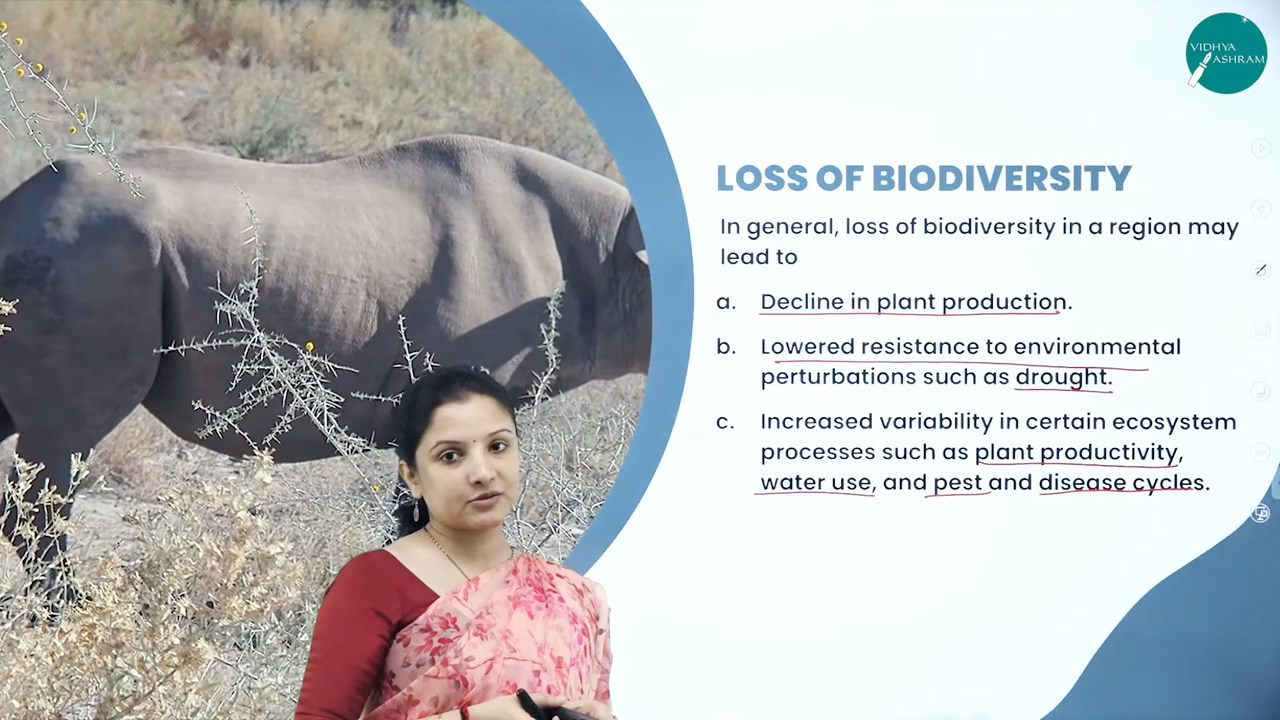 VIDHYA
ASHRAM
LOSS OF BIODIVERSITY
In general, loss of biodiversity in a region may
lead to
a. Decline in plant production.
b. Lowered resistance to environmental
perturbations such as drought.
c. Increased variability in certain ecosystem
processes such as plant productivity,
water use, and pest and disease cycles.